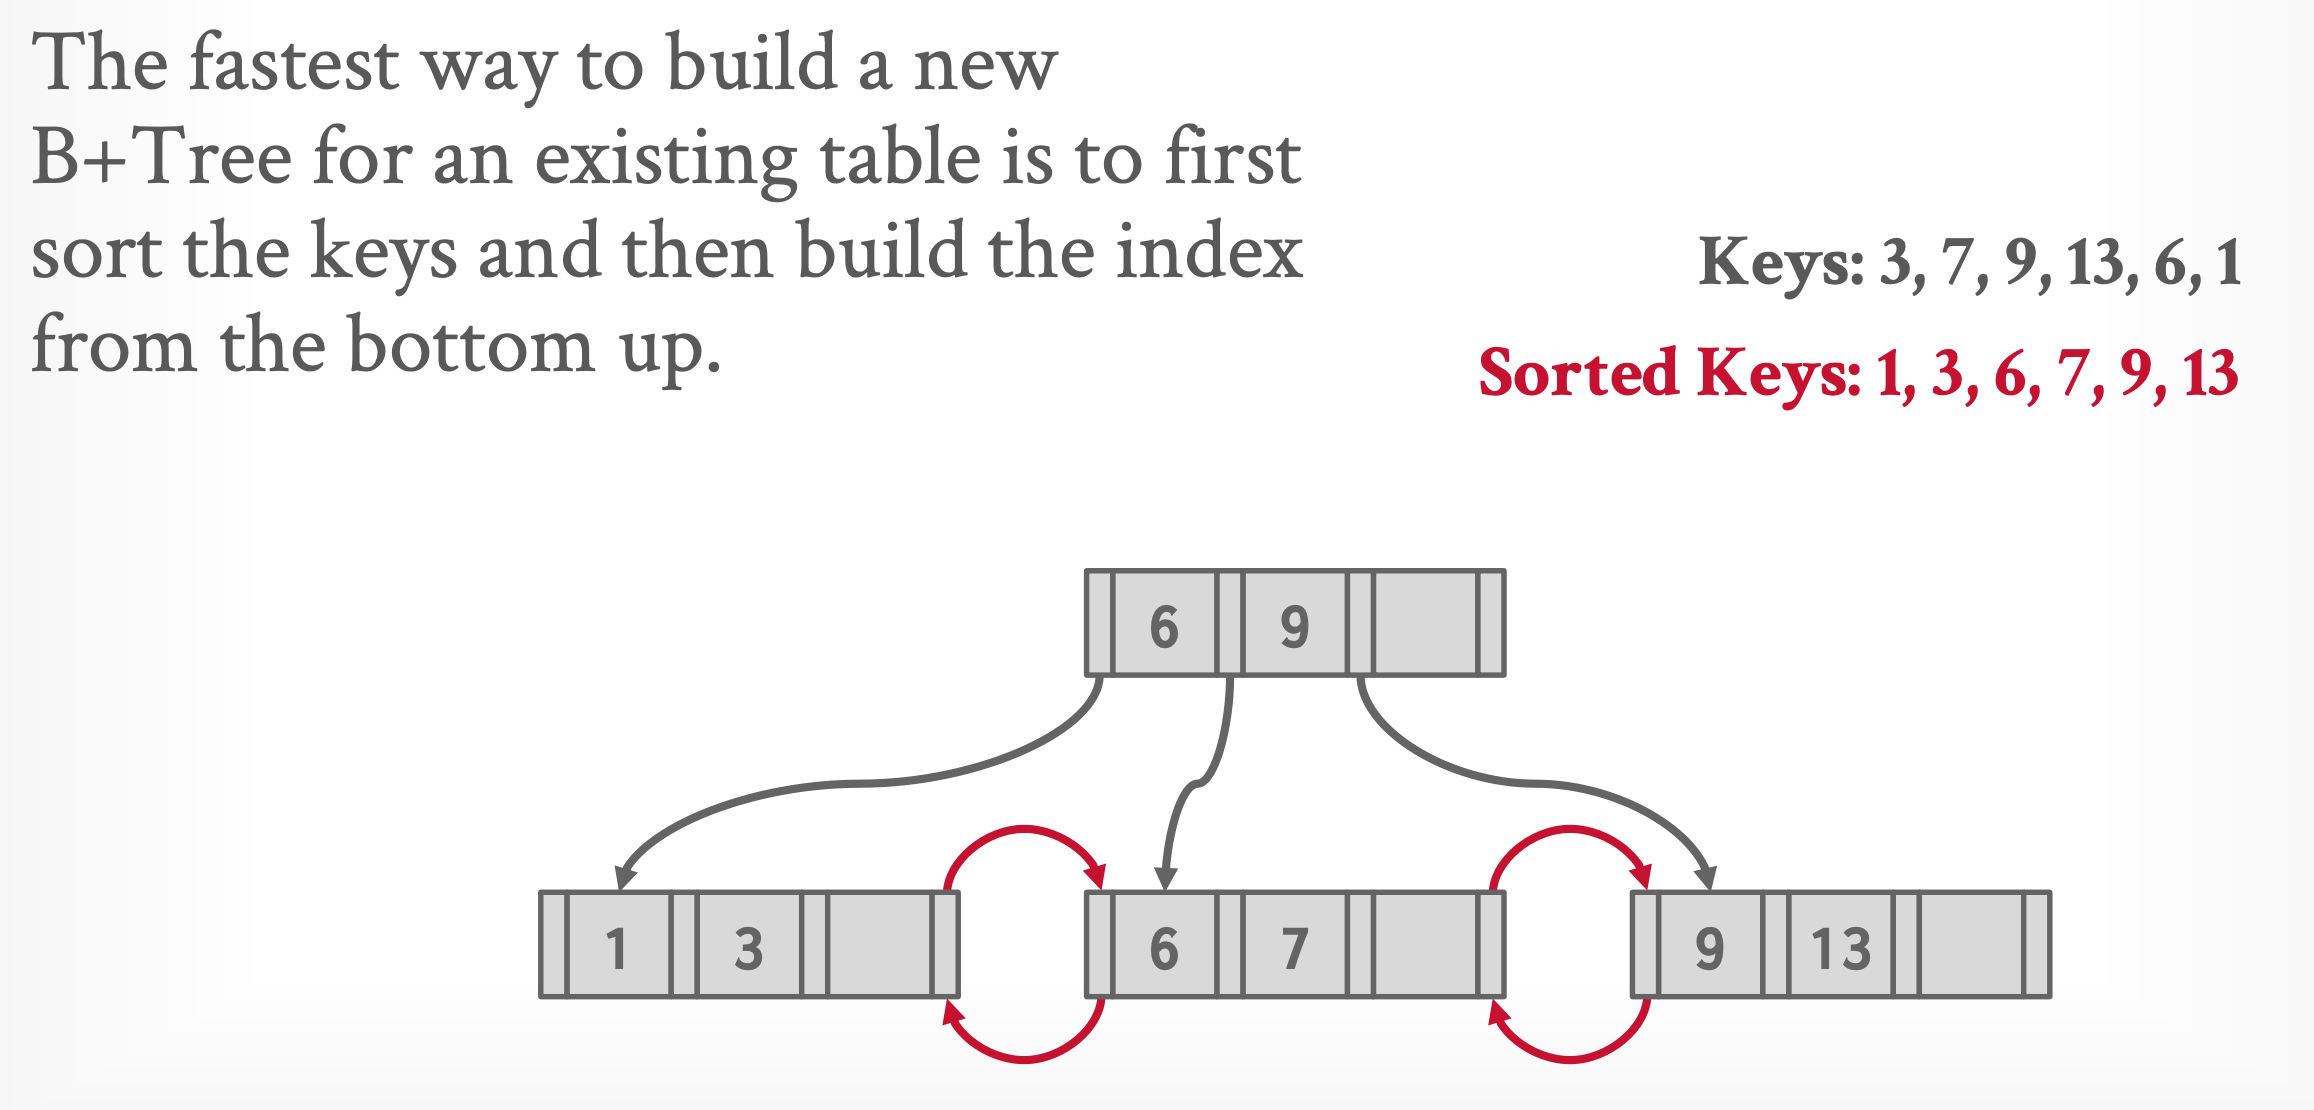 The fastest way to build a new
B+Tree for an existing table is to first
sort the keys and then build the index
from the bottom up.
Keys: 3, 7, 9, 13, 6, 1
Sorted Keys: 1, 3, 6, 7, 9, 13
6 9
1 3 6 7 9 13